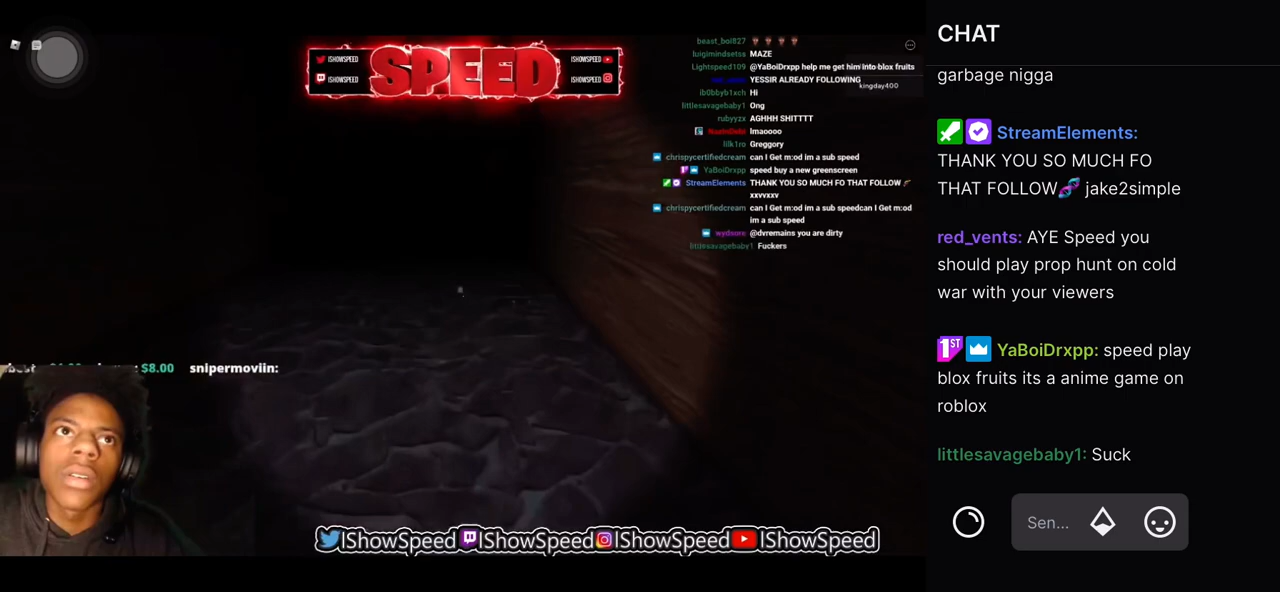 SPEED
ISHOWSPEED
ISHOWSPEED
ISHOWSPEED
ISHOWSPEED
beast_boi827
luigimindsetss MAZE
Lightspeed109 @YaBoiDrxpp help me get him into blox fruits
YESSIR ALREADY FOLLOWING
kingday400
ib0bbyb1xch Hi
littlesavagebaby1 Ong
rubyyzx AGHHH SHITTTT
lmaoooo
lilk1ro Greggory
chrispycertifiedcream can I Get m:od im a sub speed
YaBoiDrxpp speed buy a new greenscreen
StreamElements THANK YOU SO MUCH FO THAT FOLLOW
xxvvxxv
chrispycertifiedcream can I Get m:od im a sub speedcan I Get m:od
im a sub speed
@dvremains you are dirty
littlesavagebaby1 Fuckers
$8.00 snipermoviin:
IShowSpeed IShowSpeed IShowSpeed IShowSpeed
CHAT
garbage nigga
StreamElements:
THANK YOU SO MUCH FO
THAT FOLLOW🧬 jake2simple
red_vents: AYE Speed you
should play prop hunt on cold
war with your viewers
1ST YaBoiDrxpp: speed play
blox fruits its a anime game on
roblox
littlesavagebaby1: Suck
Sen...